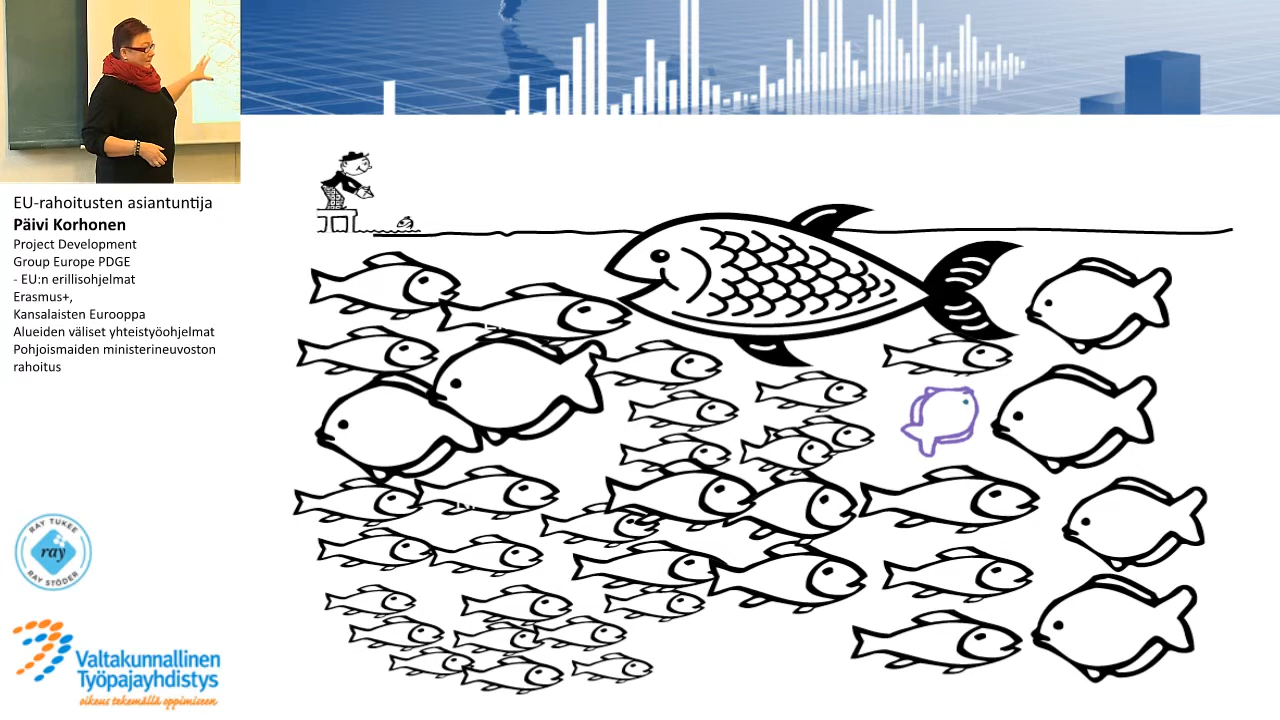 EU-rahoitusten asiantuntija
Päivi Korhonen
Project Development
Group Europe PDGE
- EU:n erillisohjelmat
Erasmus+,
Kansalaisten Eurooppa
Alueiden väliset yhteistyöohjelmat
Pohjoismaiden ministerineuvoston
rahoitus
RAY TUKEE
ray
RAY STÖDER
Valtakunnallinen
Työpajayhdistys
oikeus tekemällä oppimiseen